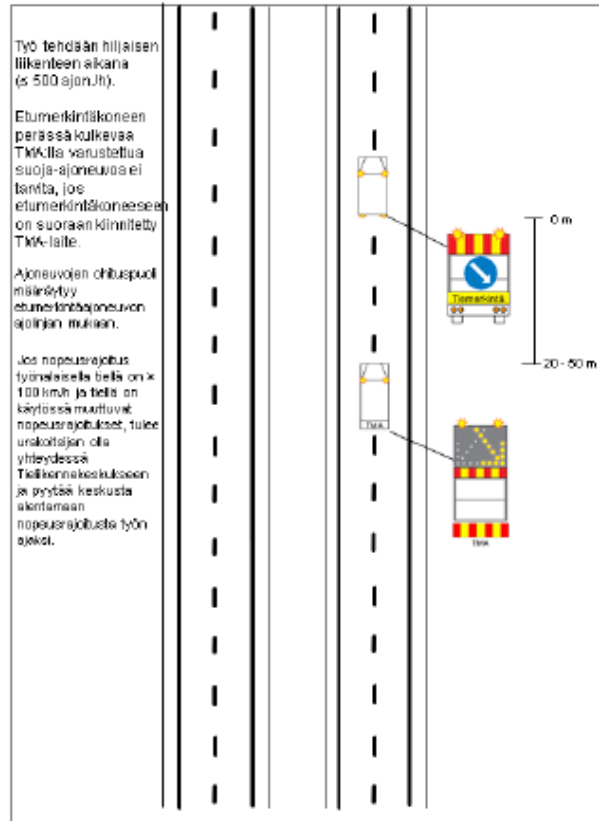 Työ tehdään hiljaisen
liikenteen aikana
(≤ 500 ajon./h).
Etumerkintäkoneen
perässä kulkevaa
TMA:lla varustettua
suoja-ajoneuvoa ei
tarvita, jos
etumerkintäkoneeseen
on suoraan kiinnitetty
TMA-laite.
Ajoneuvojen ohituspuoli
määräytyy
etumerkintäajoneuvon
ajolinjan mukaan.
Jos nopeusrajoitus
työnalaisella tiellä on
100 km/h ja tiellä on
käytössä muuttuvat
nopeusrajoitukset, tulee
urakoitsijan olla
yhteydessä
Tieliikennekeskukseen
ja pyytää keskusta
alentamaan
nopeusrajoitusta työn
ajaksi.
0 m
Tiemerkintä
20 - 50 m
TMA
TMA